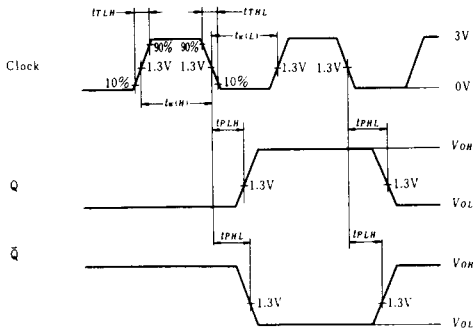 tTLH tTHL
90% 90% tw(L) 3V
Clock 1.3V 1.3V 1.3V 1.3V
10% 10% 0V
tw(H)
tPLH tPHL
VOH
Q 1.3V 1.3V
VOL
Q̄ tPHL tPLH
VOH
1.3V 1.3V
VOL